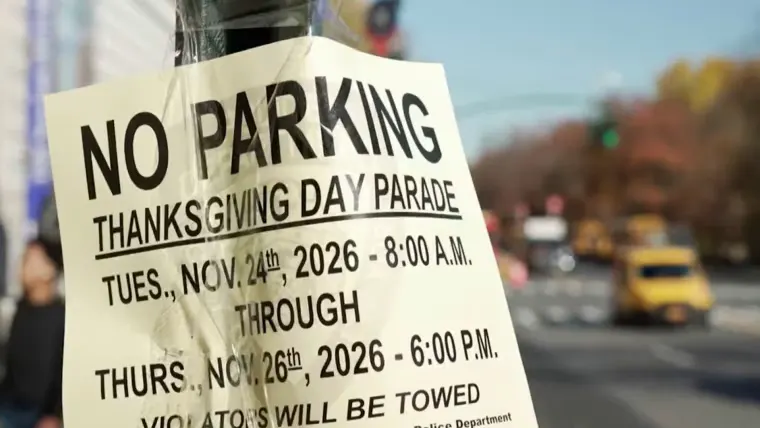 NO PARKING
THANKSGIVING DAY PARADE
TUES., NOV. 24th, 2026 - 8:00 A.M.
THROUGH
THURS., NOV. 26th, 2026 - 6:00 P.M.
VIOLATORS WILL BE TOWED
Police Department